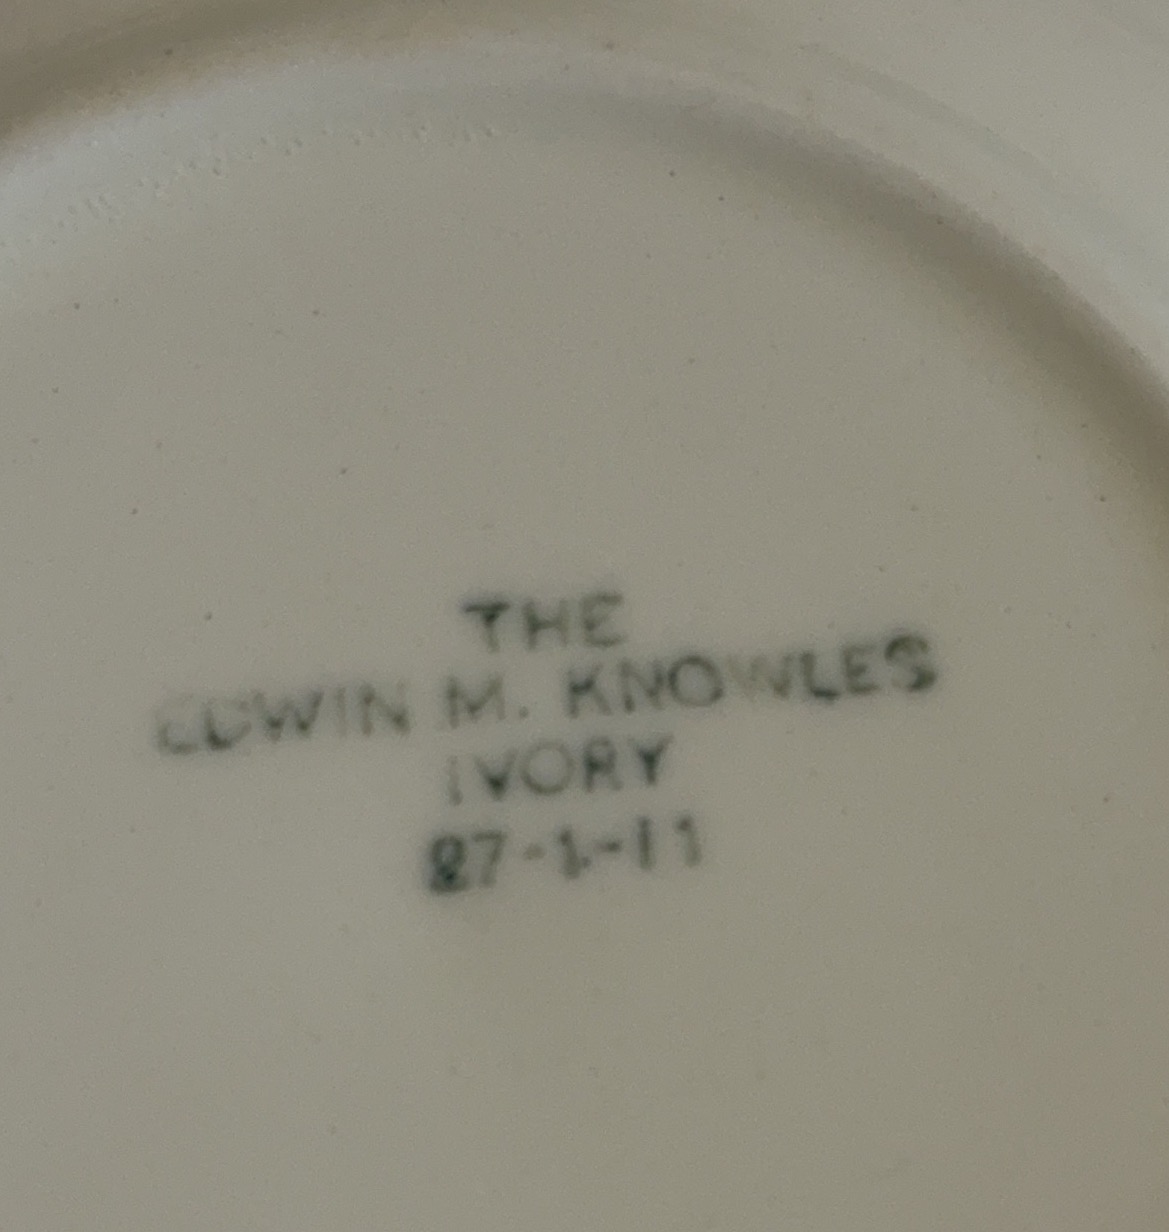 THE
EDWIN M. KNOWLES
IVORY
27-1-11